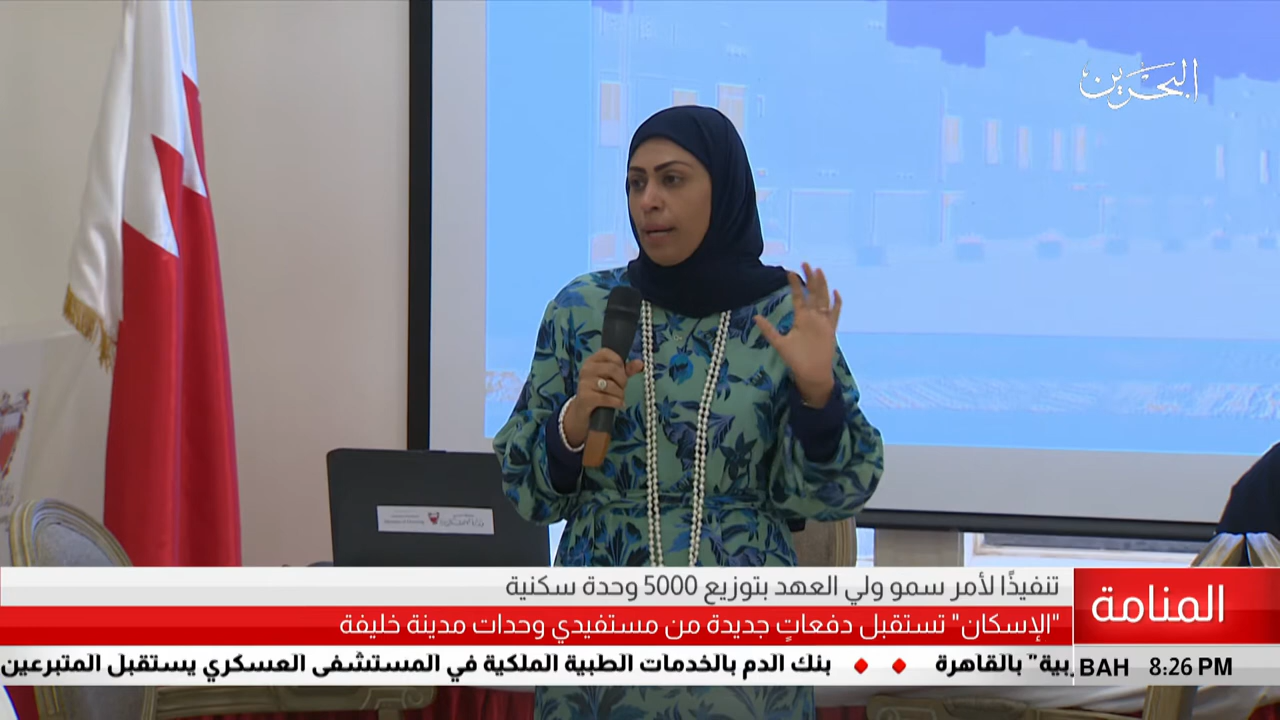 البحرين
تنفيذًا لأمر سمو ولي العهد بتوزيع 5000 وحدة سكنية
المنامة
"الإسكان" تستقبل دفعاتٍ جديدة من مستفيدي وحدات مدينة خليفة
BAH 8:26 PM
ربية" بالقاهرة
بنك الدم بالخدمات الطبية الملكية في المستشفى العسكري يستقبل المتبرعين